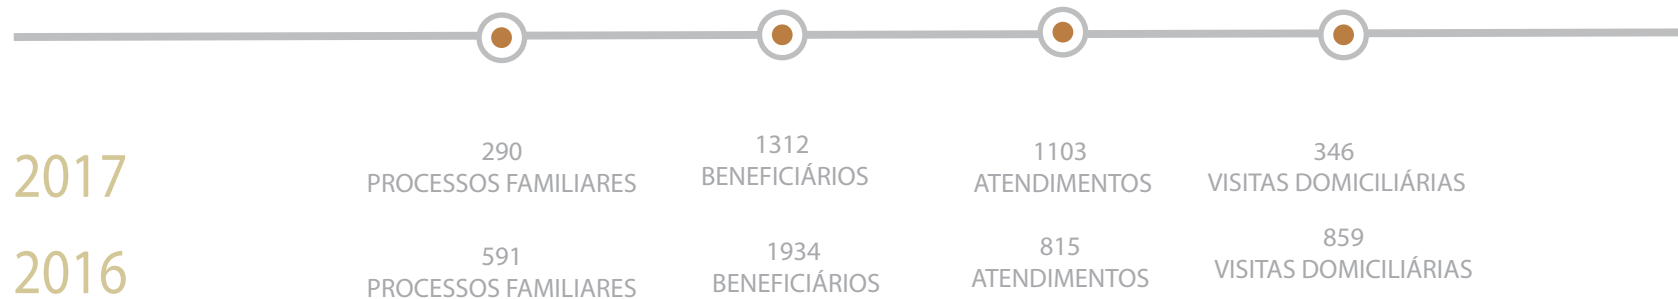 2017
290
PROCESSOS FAMILIARES
1312
BENEFICIÁRIOS
1103
ATENDIMENTOS
346
VISITAS DOMICILIÁRIAS
2016
591
PROCESSOS FAMILIARES
1934
BENEFICIÁRIOS
815
ATENDIMENTOS
859
VISITAS DOMICILIÁRIAS